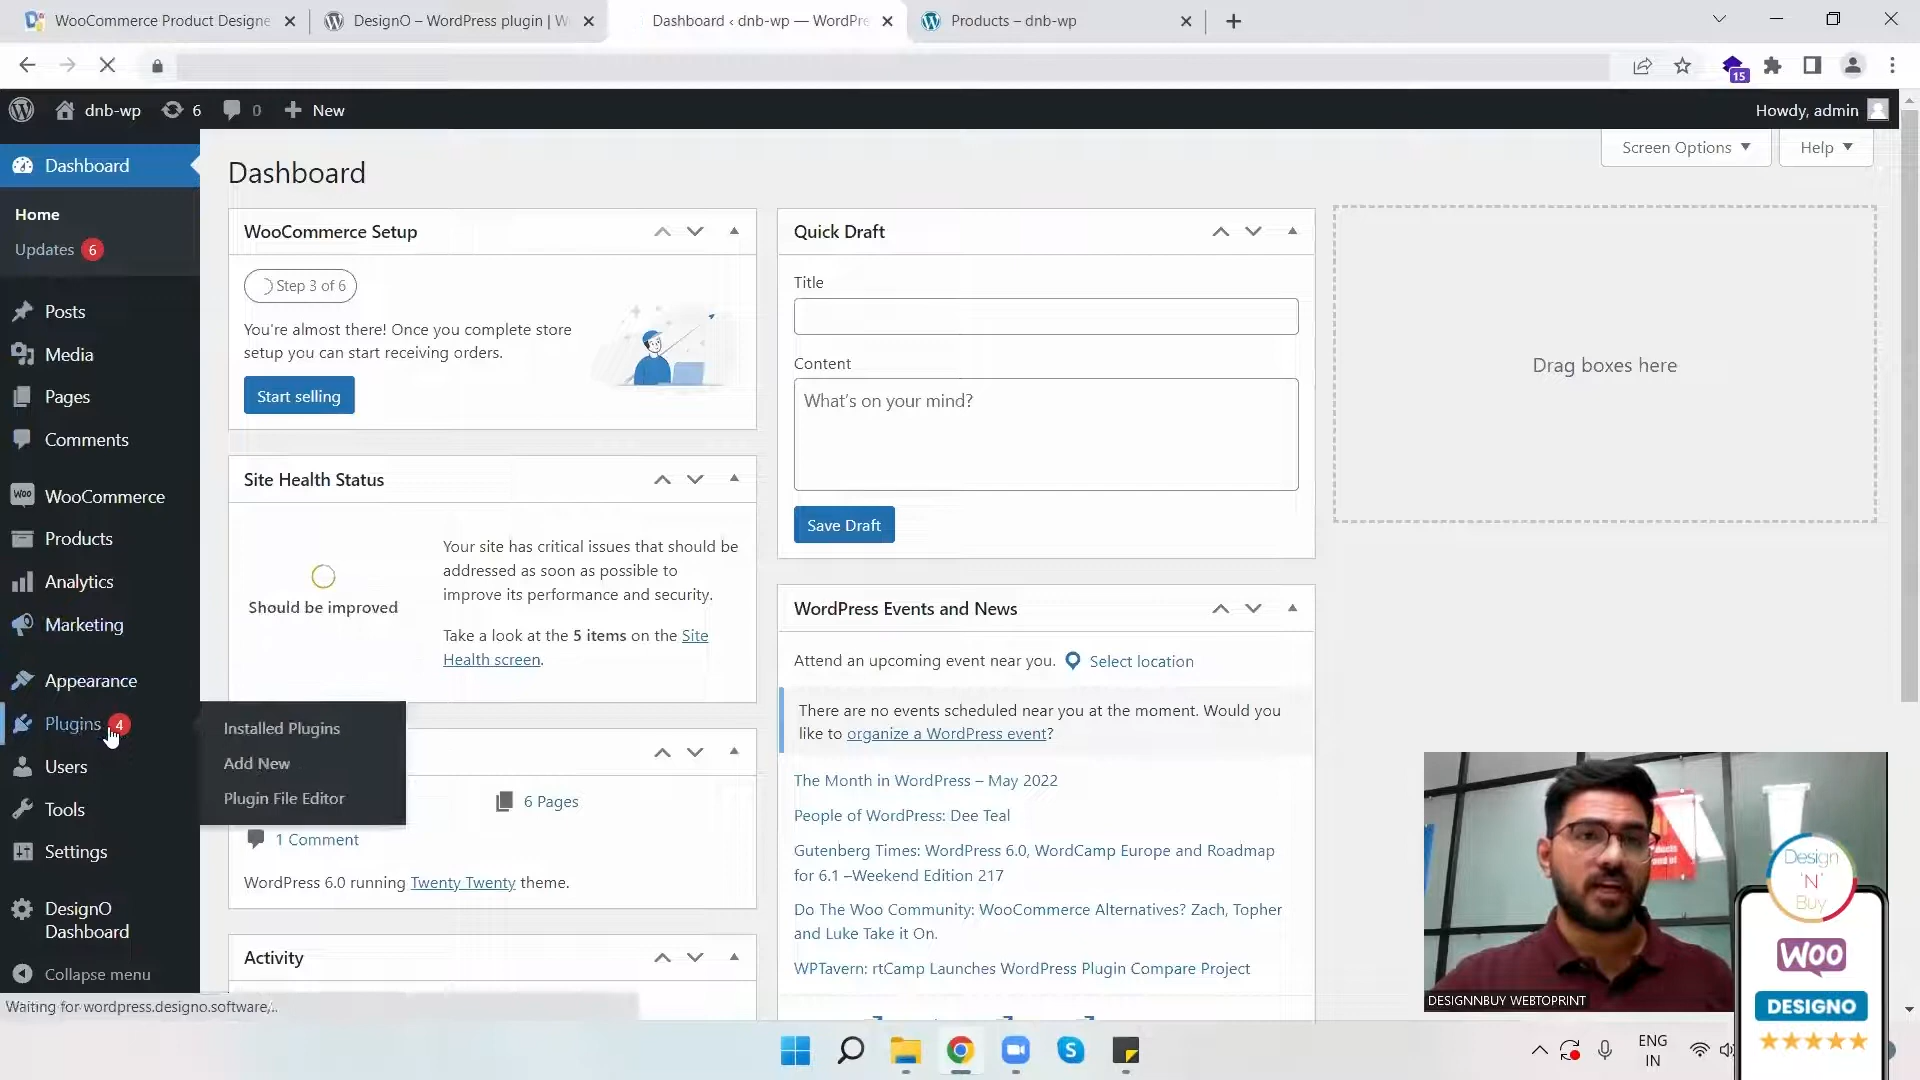 WooCommerce Product Designe
DesignO – WordPress plugin | W
Dashboard ‹ dnb-wp — WordPre
Products – dnb-wp
15
dnb-wp
6
0
New
Howdy, admin
Screen Options
Help
Dashboard
Home
Updates 6
Posts
Media
Pages
Comments
WooCommerce
Products
Analytics
Marketing
Appearance
Plugins 4
Users
Tools
Settings
DesignO
Dashboard
Collapse menu
Installed Plugins
Add New
Plugin File Editor
Dashboard
WooCommerce Setup
Step 3 of 6
You're almost there! Once you complete store
setup you can start receiving orders.
Start selling
Site Health Status
Should be improved
Your site has critical issues that should be
addressed as soon as possible to
improve its performance and security.
Take a look at the 5 items on the Site
Health screen.
6 Pages
1 Comment
WordPress 6.0 running Twenty Twenty theme.
Activity
Quick Draft
Title
Content
What's on your mind?
Save Draft
WordPress Events and News
Attend an upcoming event near you. Select location
There are no events scheduled near you at the moment. Would you
like to organize a WordPress event?
The Month in WordPress – May 2022
People of WordPress: Dee Teal
Gutenberg Times: WordPress 6.0, WordCamp Europe and Roadmap
for 6.1 –Weekend Edition 217
Do The Woo Community: WooCommerce Alternatives? Zach, Topher
and Luke Take it On.
WPTavern: rtCamp Launches WordPress Plugin Compare Project
Drag boxes here
DESIGNNBUY WEBTOPRINT
Design
'N'
Buy
WOO
DESIGNO
Waiting for wordpress.designo.software/...
ENG
IN